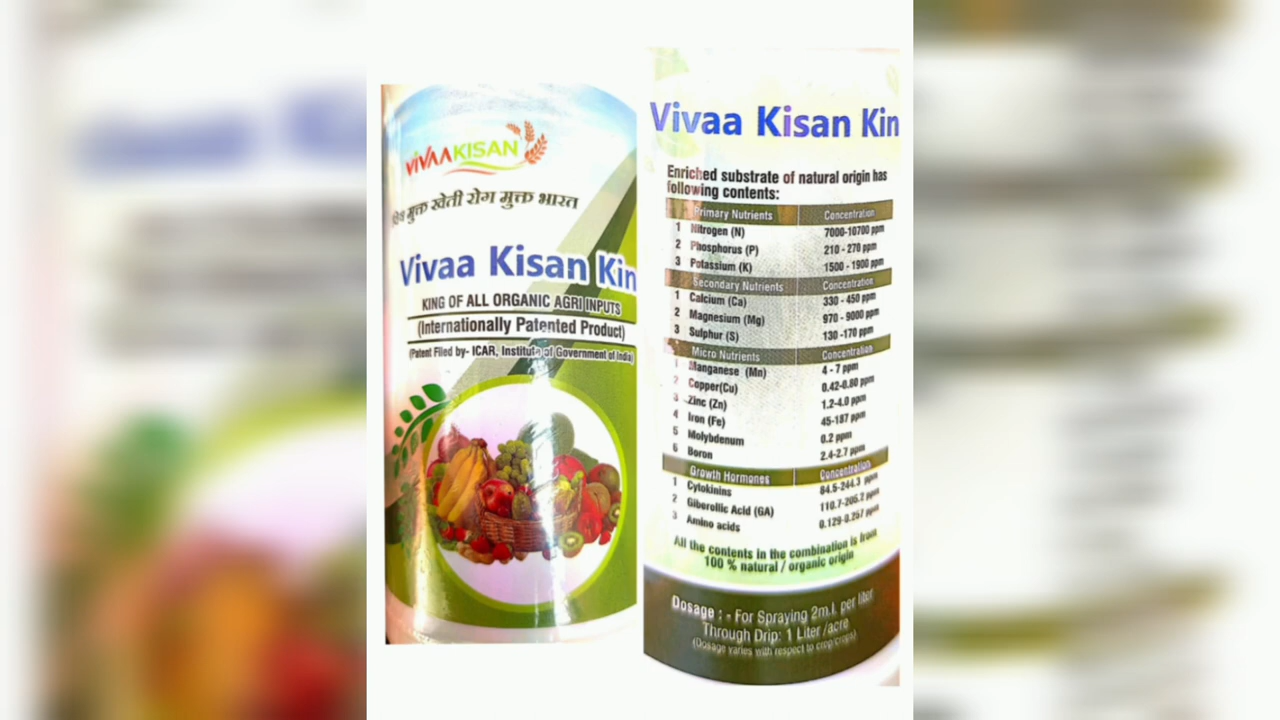 VIVAAKISAN
मुक्त खेती रोग मुक्त भारत
Vivaa Kisan Kin
KING OF ALL ORGANIC AGRI INPUTS
(Internationally Patented Product)
(Patent Filed by- ICAR, Institute of Government of India)
Vivaa Kisan Kin
Enriched substrate of natural origin has
following contents:
Primary Nutrients Concentration
1 Nitrogen (N) 7000-10700 ppm
2 Phosphorus (P) 210 - 270 ppm
3 Potassium (K) 1500 - 1900 ppm
Secondary Nutrients Concentration
1 Calcium (Ca) 330 - 450 ppm
2 Magnesium (Mg) 970 - 9000 ppm
3 Sulphur (S) 130 -170 ppm
Micro Nutrients Concentration
1 Manganese (Mn) 4 - 7 ppm
2 Copper(Cu) 0.42-0.80 ppm
3 Zinc (Zn) 1.2-4.0 ppm
4 Iron (Fe) 45-187 ppm
5 Molybdenum 0.2 ppm
6 Boron 2.4-2.7 ppm
Growth Hormones Concentration
1 Cytokinins 84.5-244.3 ppm
2 Giberollic Acid (GA) 110.7-205.2 ppm
3 Amino acids 0.129-0.257 ppm
All the contents in the combination is from
100 % natural / organic origin
Dosage : - For Spraying 2m.l. per liter
Through Drip: 1 Liter /acre
(Dosage varies with respect to crop/crops)